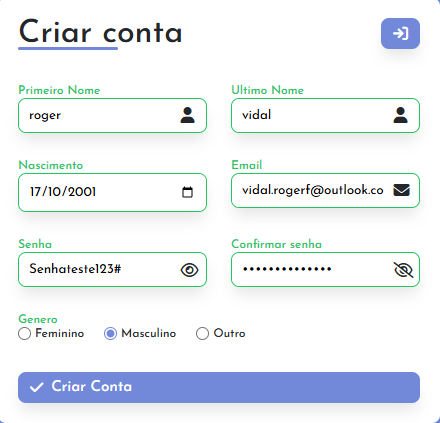 Criar conta
Primeiro Nome
Ultimo Nome
roger
vidal
Nascimento
Email
17/10/2001
vidal.rogerf@outlook.co
Senha
Confirmar senha
Senhateste123#
••••••••••••••
Genero
Feminino Masculino Outro
Criar Conta